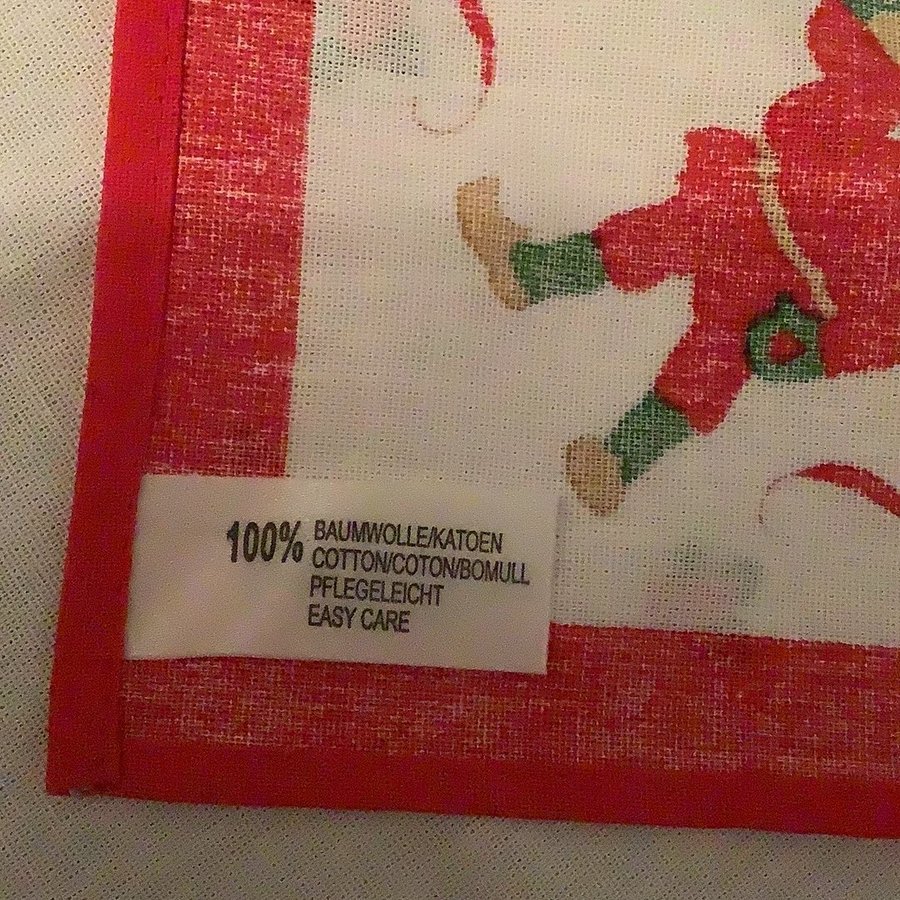 100% BAUMWOLLE/KATOEN
COTTON/COTON/BOMULL
PFLEGELEICHT
EASY CARE